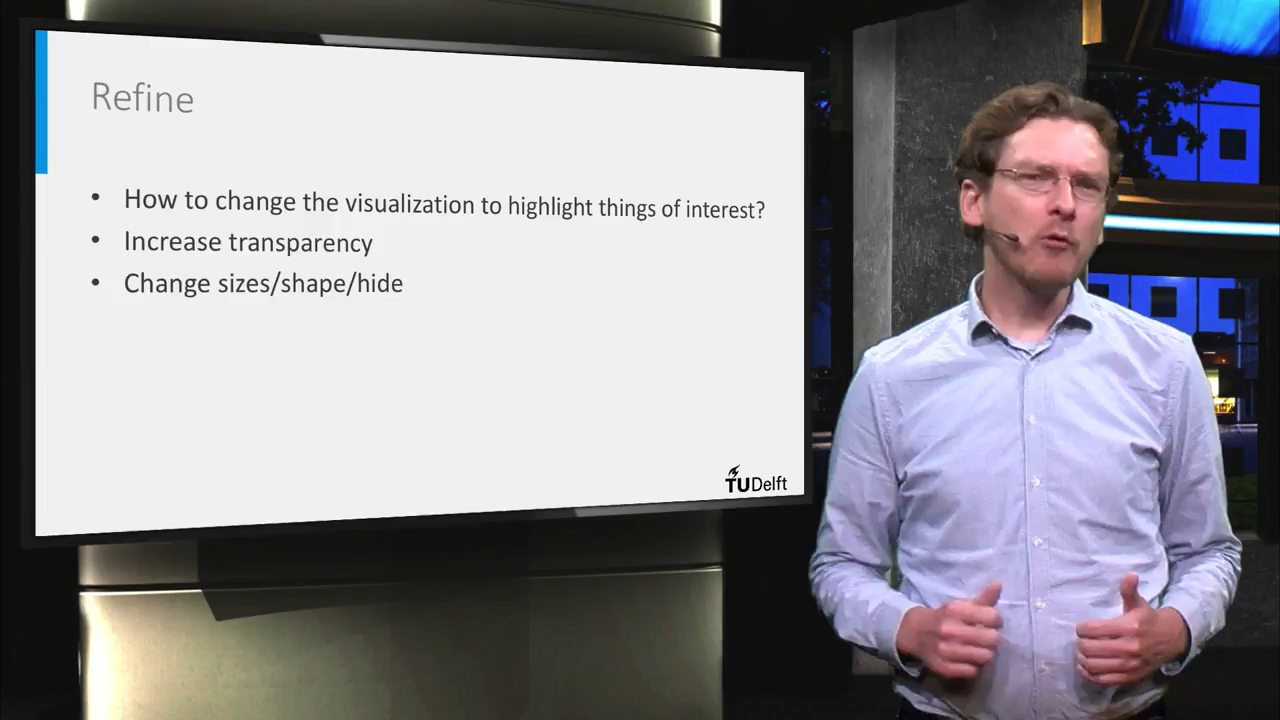 Refine
• How to change the visualization to highlight things of interest?
• Increase transparency
• Change sizes/shape/hide
TUDelft